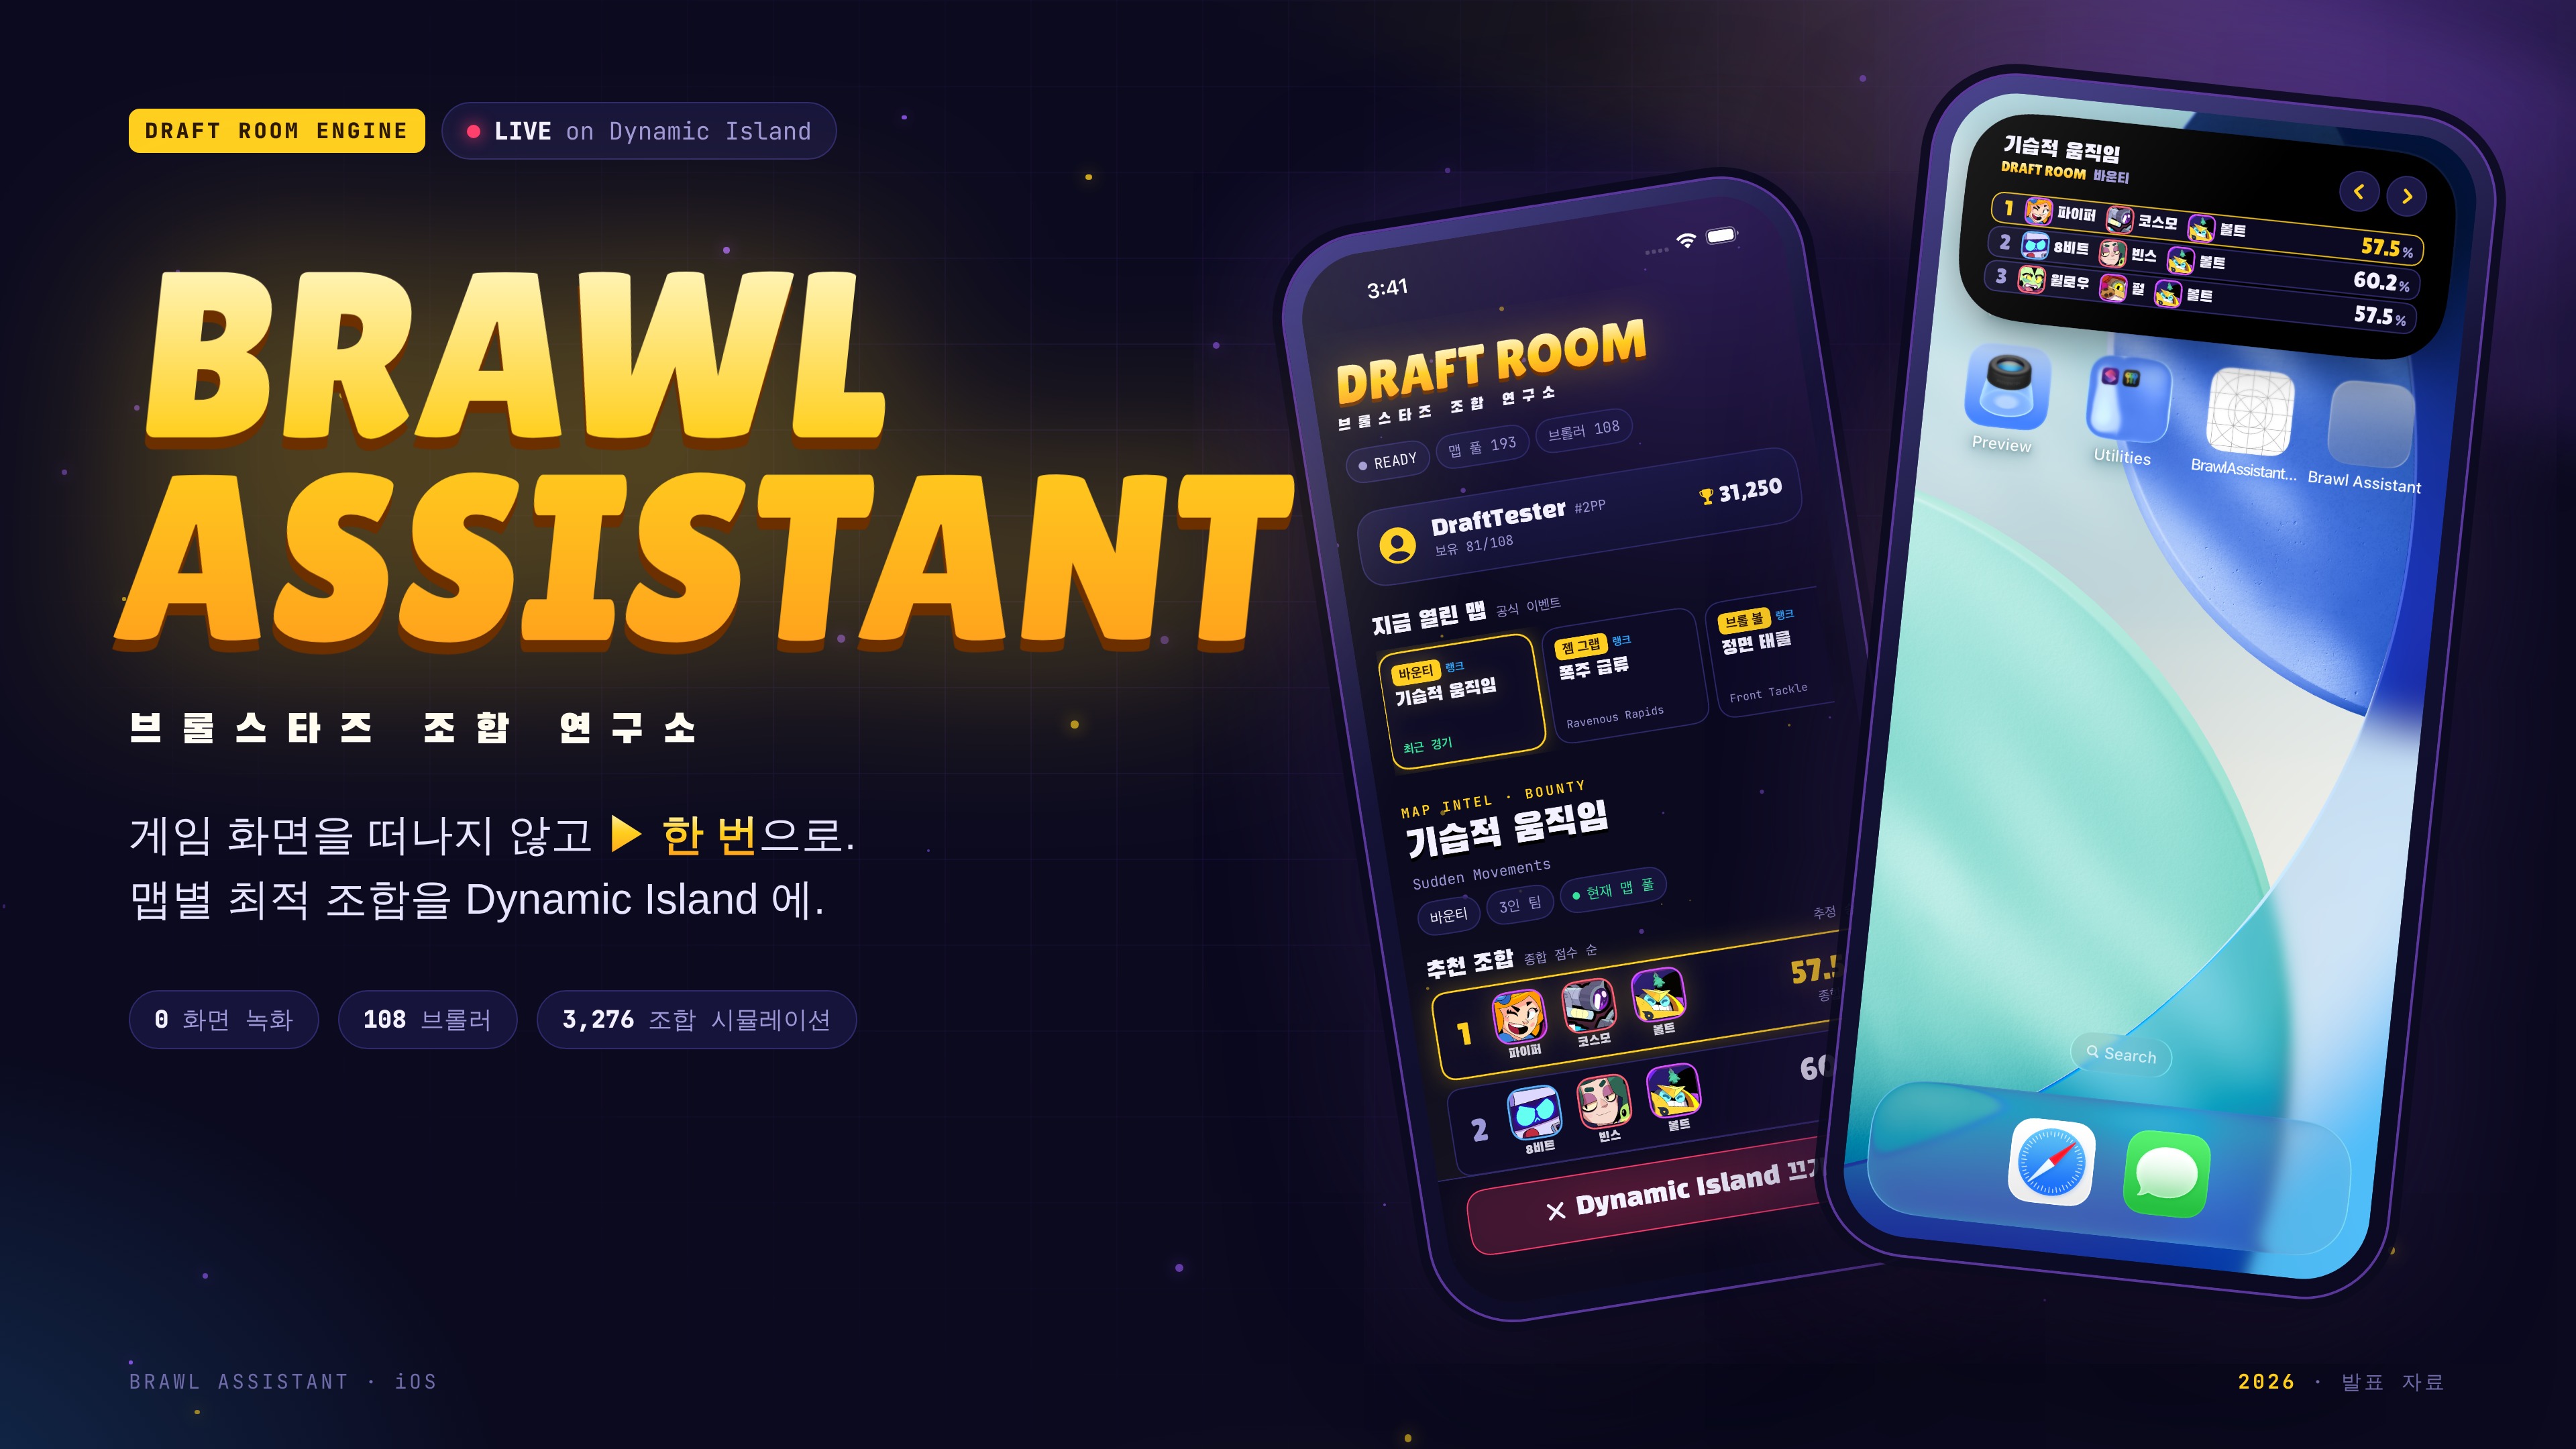 DRAFT ROOM ENGINE
LIVE on Dynamic Island
BRAWL
ASSISTANT
브롤스타즈 조합 연구소
게임 화면을 떠나지 않고 ▶ 한 번으로.
맵별 최적 조합을 Dynamic Island 에.
0 화면 녹화
108 브롤러
3,276 조합 시뮬레이션
BRAWL ASSISTANT · iOS
2026 · 발표 자료
3:41
DRAFT ROOM
브롤스타즈 조합 연구소
READY
맵 풀 193
브롤러 108
DraftTester #2PP
보유 81/108
31,250
지금 열린 맵 공식 이벤트
바운티 랭크
기습적 움직임
최근 경기
젬 그랩 랭크
폭주 급류
Ravenous Rapids
브롤 볼 랭크
정면 태클
Front Tackle
MAP INTEL · BOUNTY
기습적 움직임
Sudden Movements
바운티
3인 팀
현재 맵 풀
추천 조합 종합 점수 순
추정
1
파이퍼
코스모
볼트
57.5
2
8비트
빈스
볼트
60
✕ Dynamic Island 끄
기습적 움직임
DRAFT ROOM 바운티
1 파이퍼 코스모 볼트 57.5%
2 8비트 빈스 볼트 60.2%
3 윌로우 펄 볼트 57.5%
Preview
Utilities
BrawlAssistant...
Brawl Assistant
Search